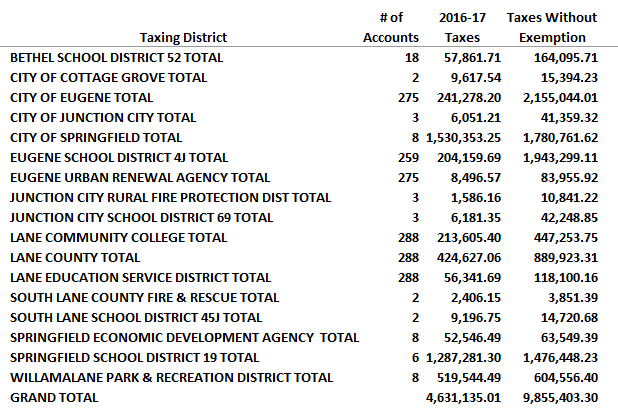 # of 2016-17 Taxes Without
Taxing District Accounts Taxes Exemption
BETHEL SCHOOL DISTRICT 52 TOTAL 18 57,861.71 164,095.71
CITY OF COTTAGE GROVE TOTAL 2 9,617.54 15,394.23
CITY OF EUGENE TOTAL 275 241,278.20 2,155,044.01
CITY OF JUNCTION CITY TOTAL 3 6,051.21 41,359.32
CITY OF SPRINGFIELD TOTAL 8 1,530,353.25 1,780,761.62
EUGENE SCHOOL DISTRICT 4J TOTAL 259 204,159.69 1,943,299.11
EUGENE URBAN RENEWAL AGENCY TOTAL 275 8,496.57 83,955.92
JUNCTION CITY RURAL FIRE PROTECTION DIST TOTAL 3 1,586.16 10,841.22
JUNCTION CITY SCHOOL DISTRICT 69 TOTAL 3 6,181.35 42,248.85
LANE COMMUNITY COLLEGE TOTAL 288 213,605.40 447,253.75
LANE COUNTY TOTAL 288 424,627.06 889,923.31
LANE EDUCATION SERVICE DISTRICT TOTAL 288 56,341.69 118,100.16
SOUTH LANE COUNTY FIRE & RESCUE TOTAL 2 2,406.15 3,851.39
SOUTH LANE SCHOOL DISTRICT 45J TOTAL 2 9,196.75 14,720.68
SPRINGFIELD ECONOMIC DEVELOPMENT AGENCY TOTAL 8 52,546.49 63,549.39
SPRINGFIELD SCHOOL DISTRICT 19 TOTAL 6 1,287,281.30 1,476,448.23
WILLAMALANE PARK & RECREATION DISTRICT TOTAL 8 519,544.49 604,556.40
GRAND TOTAL 4,631,135.01 9,855,403.30